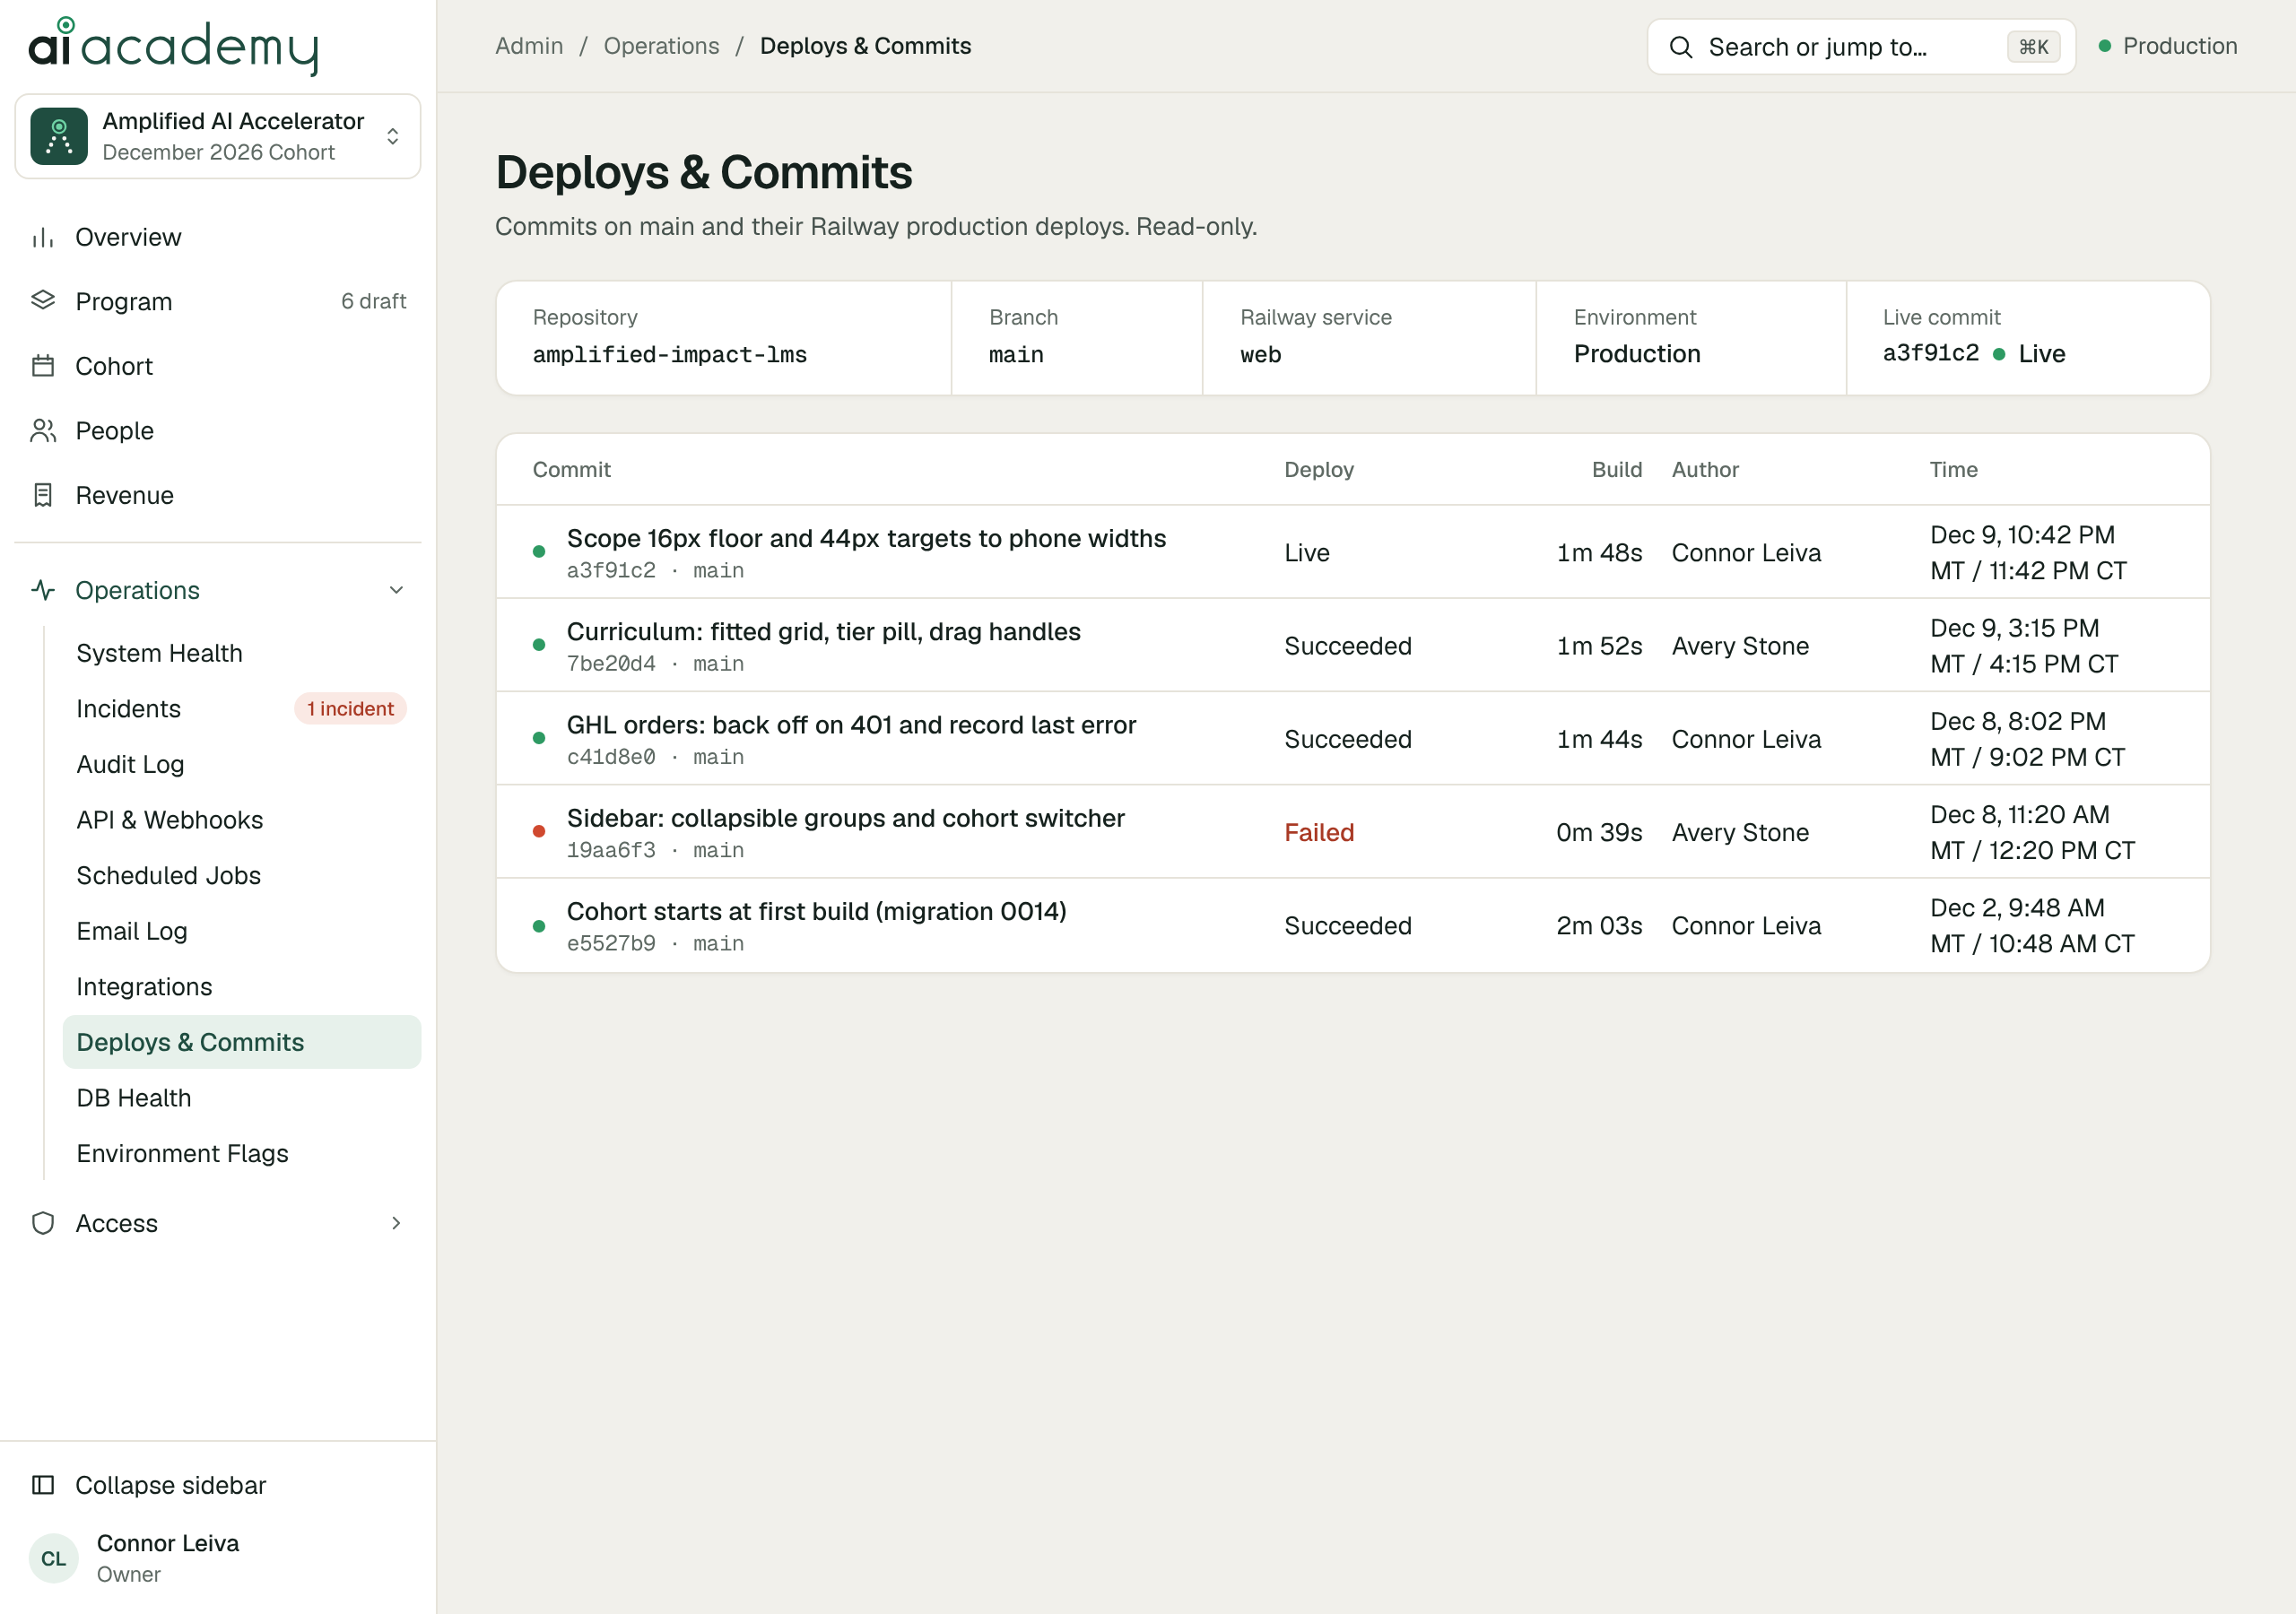 ai academy
Amplified AI Accelerator
December 2026 Cohort
Overview
Program 6 draft
Cohort
People
Revenue
Operations
System Health
Incidents 1 incident
Audit Log
API & Webhooks
Scheduled Jobs
Email Log
Integrations
Deploys & Commits
DB Health
Environment Flags
Access
Collapse sidebar
CL
Connor Leiva
Owner
Admin / Operations / Deploys & Commits
Search or jump to... ⌘K
Production
Deploys & Commits
Commits on main and their Railway production deploys. Read-only.
Repository
amplified-impact-lms
Branch
main
Railway service
web
Environment
Production
Live commit
a3f91c2 Live
Commit Deploy Build Author Time
Scope 16px floor and 44px targets to phone widths
a3f91c2 · main
Live 1m 48s Connor Leiva
Dec 9, 10:42 PM
MT / 11:42 PM CT
Curriculum: fitted grid, tier pill, drag handles
7be20d4 · main
Succeeded 1m 52s Avery Stone
Dec 9, 3:15 PM
MT / 4:15 PM CT
GHL orders: back off on 401 and record last error
c41d8e0 · main
Succeeded 1m 44s Connor Leiva
Dec 8, 8:02 PM
MT / 9:02 PM CT
Sidebar: collapsible groups and cohort switcher
19aa6f3 · main
Failed 0m 39s Avery Stone
Dec 8, 11:20 AM
MT / 12:20 PM CT
Cohort starts at first build (migration 0014)
e5527b9 · main
Succeeded 2m 03s Connor Leiva
Dec 2, 9:48 AM
MT / 10:48 AM CT